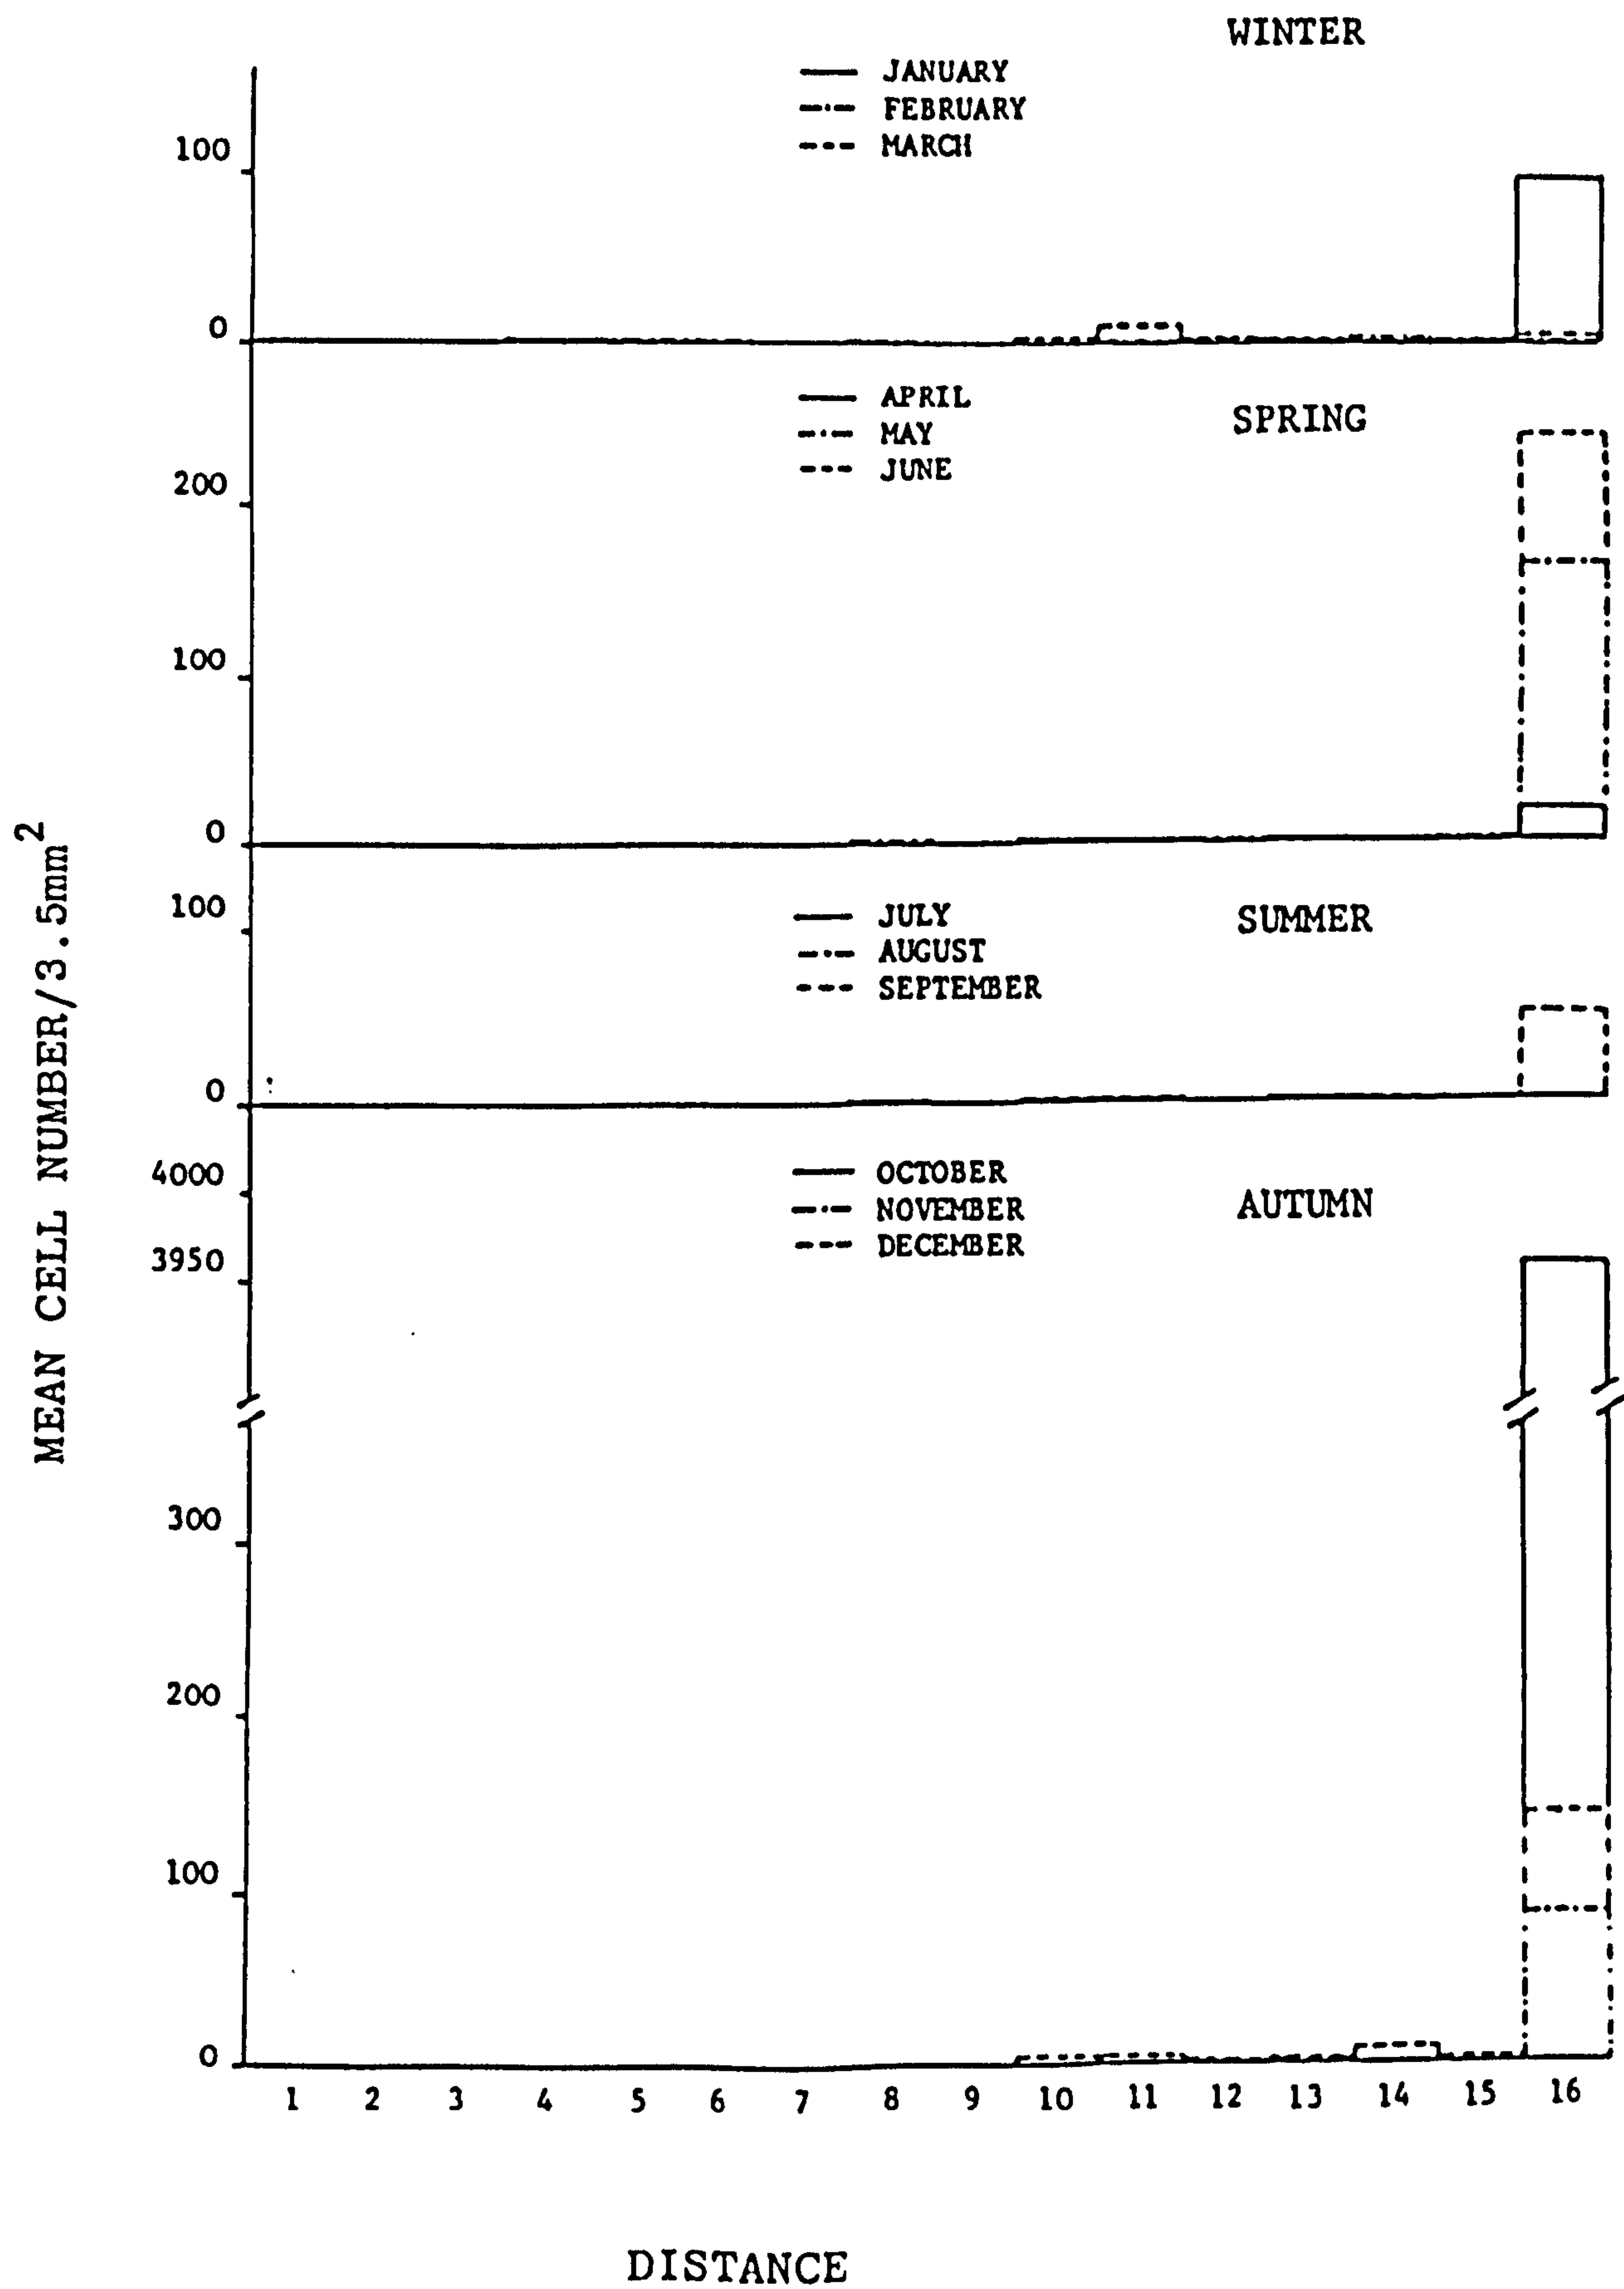 WINTER
JANUARY
FEBRUARY
MARCH
100
0
APRIL
SPRING
MAY
JUNE
200
100
0
100
JULY
SUMMER
AUGUST
SEPTEMBER
0
4000
OCTOBER
AUTUMN
NOVEMBER
3950
DECEMBER
300
200
100
0
1 2 3 4 5 6 7 8 9 10 11 12 13 14 15 16
MEAN CELL NUMBER/3.5mm²
DISTANCE